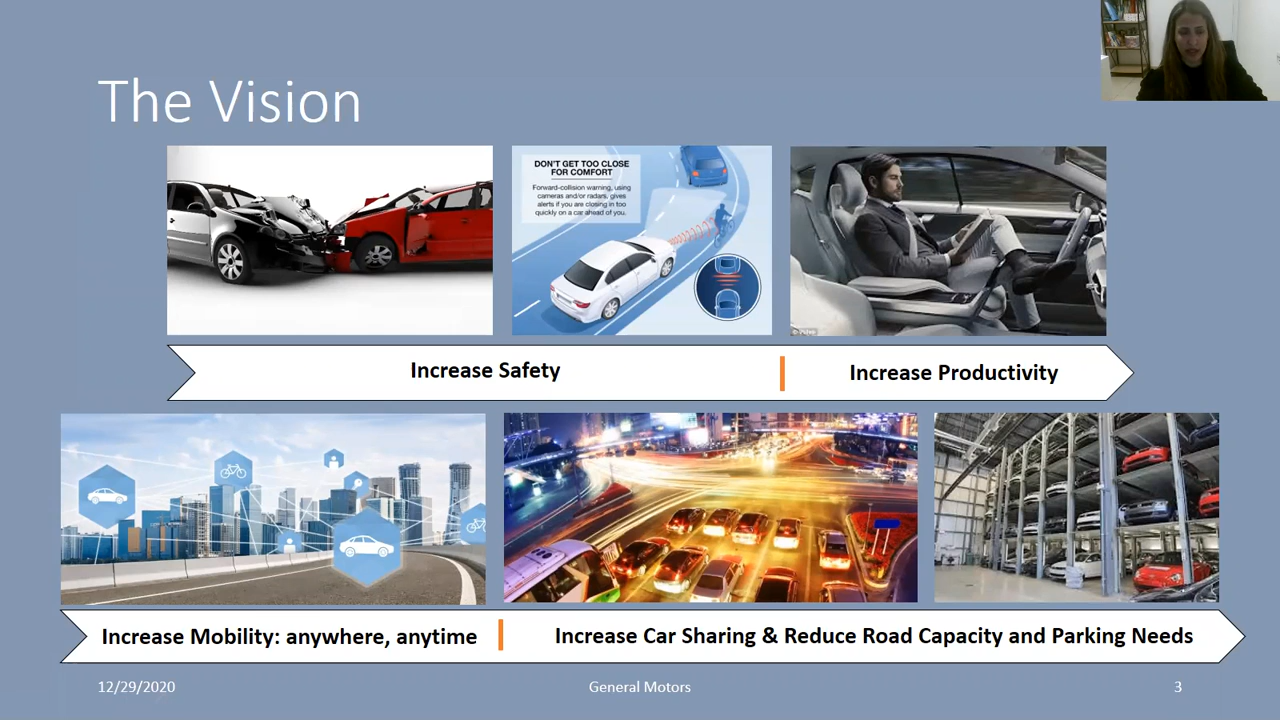 The Vision
DON'T GET TOO CLOSE
FOR COMFORT
Forward-collision warning, using
cameras and/or radars, gives
alerts if you are closing in too
quickly on a car ahead of you.
Increase Safety
Increase Productivity
Increase Mobility: anywhere, anytime
Increase Car Sharing & Reduce Road Capacity and Parking Needs
12/29/2020
General Motors
3